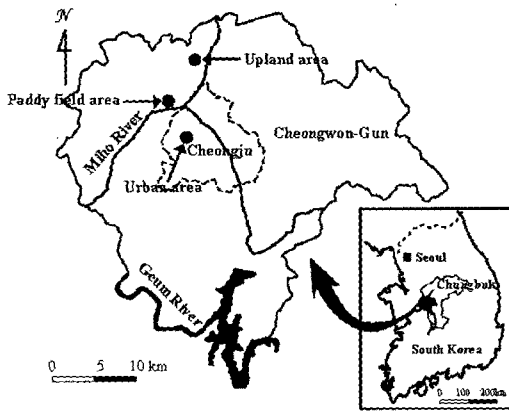 N
Upland area
Paddy field area
Miho River
Cheongju
Cheongwon-Gun
Urban area
Geum River
Seoul
Chungbuk
South Korea
0 5 10 km
0 100 200km